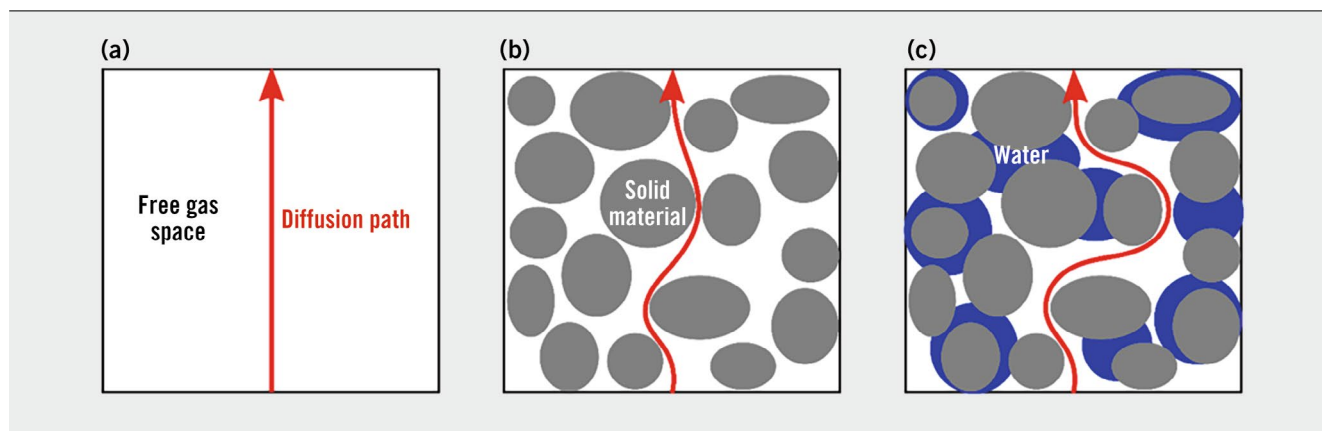 (a)
Free gas
space
Diffusion path
(b)
Solid
material
(c)
Water